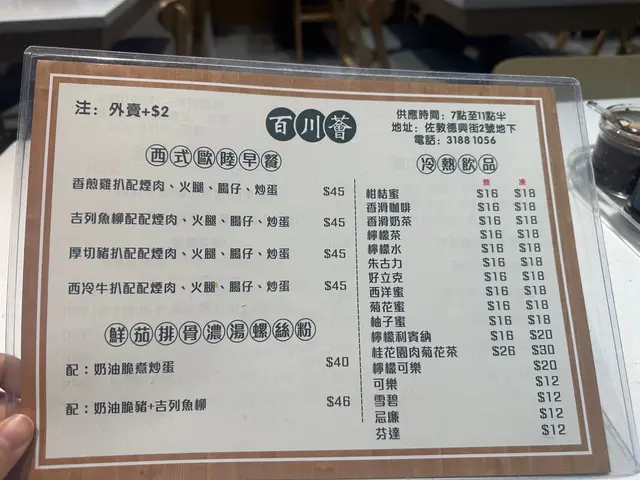 注：外賣+$2
百川薈
供應時間：7點至11點半
地址：佐敦德興街2號地下
電話：31881056
西式歐陸早餐
香煎雞扒配煙肉、火腿、腸仔、炒蛋 $45
吉列魚柳配配煙肉、火腿、腸仔、炒蛋 $45
厚切豬扒配配煙肉、火腿、腸仔、炒蛋 $45
西冷牛扒配配煙肉、火腿、腸仔、炒蛋 $45
鮮茄排骨濃湯螺絲粉
配：奶油脆煮炒蛋 $40
配：奶油脆豬+吉列魚柳 $46
冷熱飲品
熱 凍
柑桔蜜 $16 $18
香滑咖啡 $16 $18
香滑奶茶 $16 $18
檸檬茶 $16 $18
檸檬水 $16 $18
朱古力 $16 $18
好立克 $16 $18
西洋蜜 $16 $18
菊花蜜 $16 $18
柚子蜜 $16 $18
檸檬利賓納 $16 $20
桂花圓肉菊花茶 $26 $30
檸檬可樂 $20
可樂 $12
雪碧 $12
忌廉 $12
芬達 $12